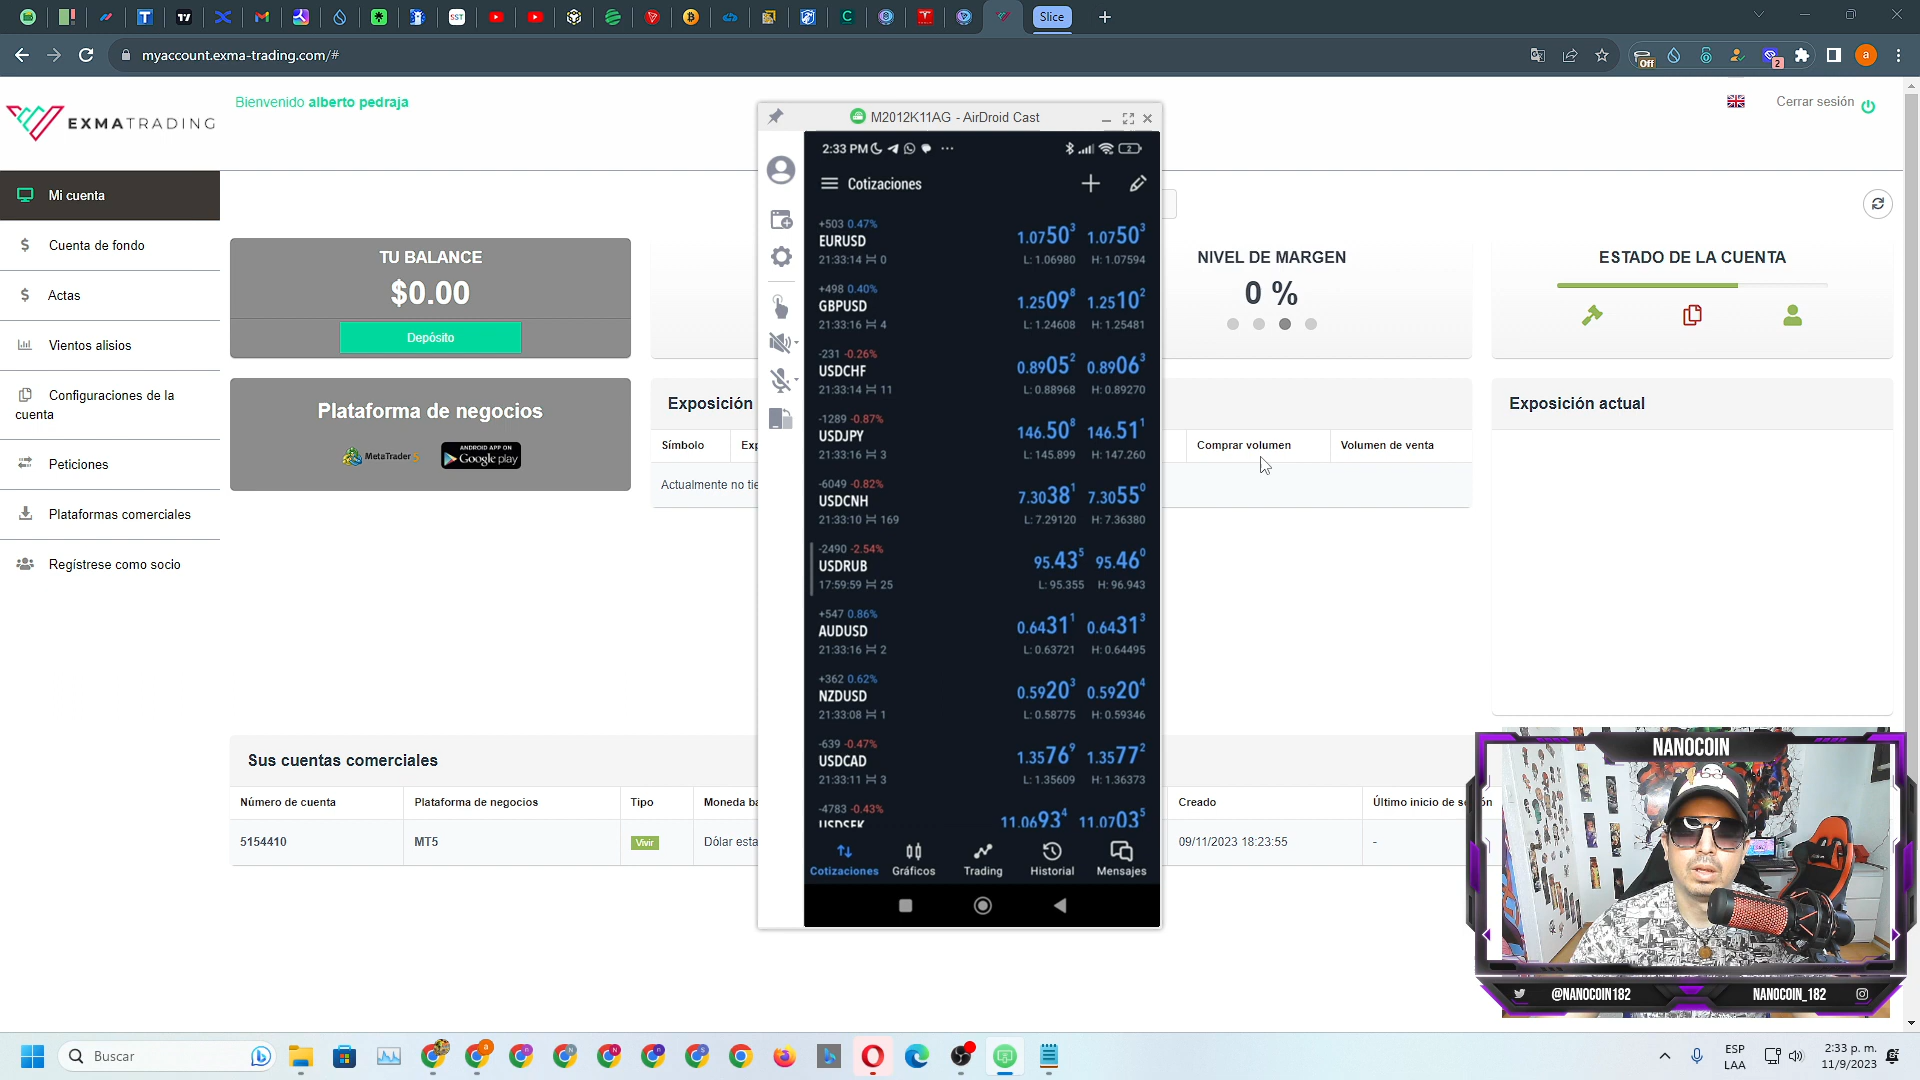 SST
Slice
myaccount.exma-trading.com/#
Off
2
a
EXMATRADING
Bienvenido alberto pedraja
Cerrar sesión
Mi cuenta
Cuenta de fondo
Actas
Vientos alisios
Configuraciones de la
cuenta
Peticiones
Plataformas comerciales
Regístrese como socio
TU BALANCE
$0.00
Depósito
Plataforma de negocios
MetaTrader 5
ANDROID APP ON
Google play
NIVEL DE MARGEN
0 %
ESTADO DE LA CUENTA
Exposición
Símbolo
Exp
Comprar volumen
Volumen de venta
Actualmente no tie
Exposición actual
Sus cuentas comerciales
Número de cuenta
Plataforma de negocios
Tipo
Moneda ba
Creado
Último inicio de sesión
5154410
MT5
Vivir
Dólar esta
09/11/2023 18:23:55
-
M2012K11AG - AirDroid Cast
2:33 PM
2
Cotizaciones
+503 0.47%
EURUSD
1.07503 1.07503
21:33:14 0
L: 1.06980 H: 1.07594
+498 0.40%
GBPUSD
1.25098 1.25102
21:33:16 4
L: 1.24608 H: 1.25481
-231 -0.26%
USDCHF
0.89052 0.89063
21:33:14 11
L: 0.88968 H: 0.89270
-1289 -0.87%
USDJPY
146.508 146.511
21:33:16 3
L: 145.899 H: 147.260
-6049 -0.82%
USDCNH
7.30381 7.30550
21:33:10 169
L: 7.29120 H: 7.36380
-2490 -2.54%
USDRUB
95.435 95.460
17:59:59 25
L: 95.355 H: 96.943
+547 0.86%
AUDUSD
0.64311 0.64313
21:33:16 2
L: 0.63721 H: 0.64495
+362 0.62%
NZDUSD
0.59203 0.59204
21:33:08 1
L: 0.58775 H: 0.59346
-639 -0.47%
USDCAD
1.35769 1.35772
21:33:11 3
L: 1.35609 H: 1.36373
-4783 -0.43%
USDSEK
11.06934 11.07035
Cotizaciones
Gráficos
Trading
Historial
Mensajes
NANOCOIN
@NANOCOIN182
NANOCOIN_182
Buscar
ESP
LAA
2:33 p. m.
11/9/2023